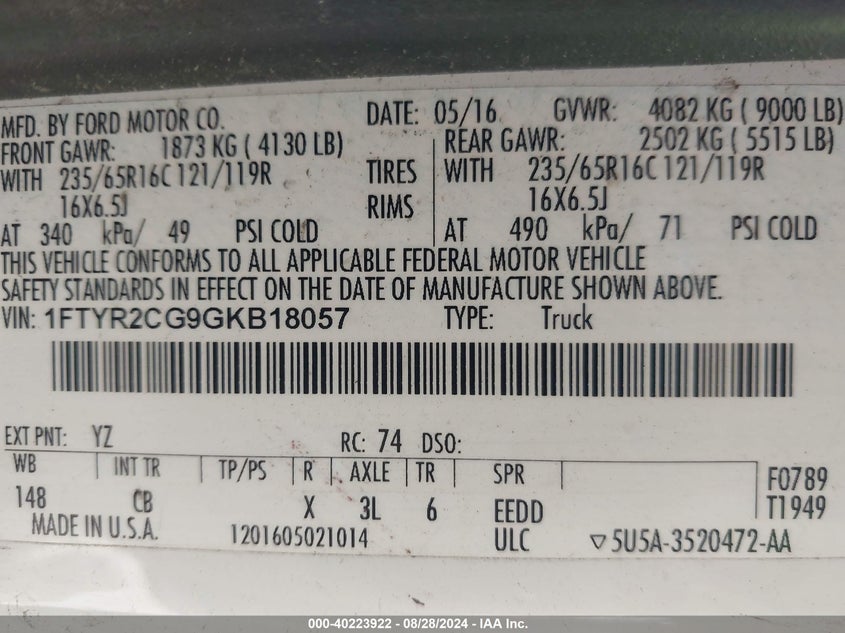 MFD. BY FORD MOTOR CO. DATE: 05/16 GVWR: 4082 KG ( 9000 LB)
FRONT GAWR: 1873 KG ( 4130 LB) REAR GAWR: 2502 KG ( 5515 LB)
WITH 235/65R16C 121/119R TIRES WITH 235/65R16C 121/119R
16X6.5J RIMS 16X6.5J
AT 340 kPa/ 49 PSI COLD AT 490 kPa/ 71 PSI COLD
THIS VEHICLE CONFORMS TO ALL APPLICABLE FEDERAL MOTOR VEHICLE
SAFETY STANDARDS IN EFFECT ON THE DATE OF MANUFACTURE SHOWN ABOVE.
VIN: 1FTYR2CG9GKB18057 TYPE: Truck
EXT PNT: YZ RC: 74 DSO:
WB INT TR TP/PS R AXLE TR SPR F0789
148 CB X 3L 6 EEDD T1949
MADE IN U.S.A. 1201605021014 ULC ▽5U5A-3520472-AA
000-40223922 - 08/28/2024 - IAA Inc.